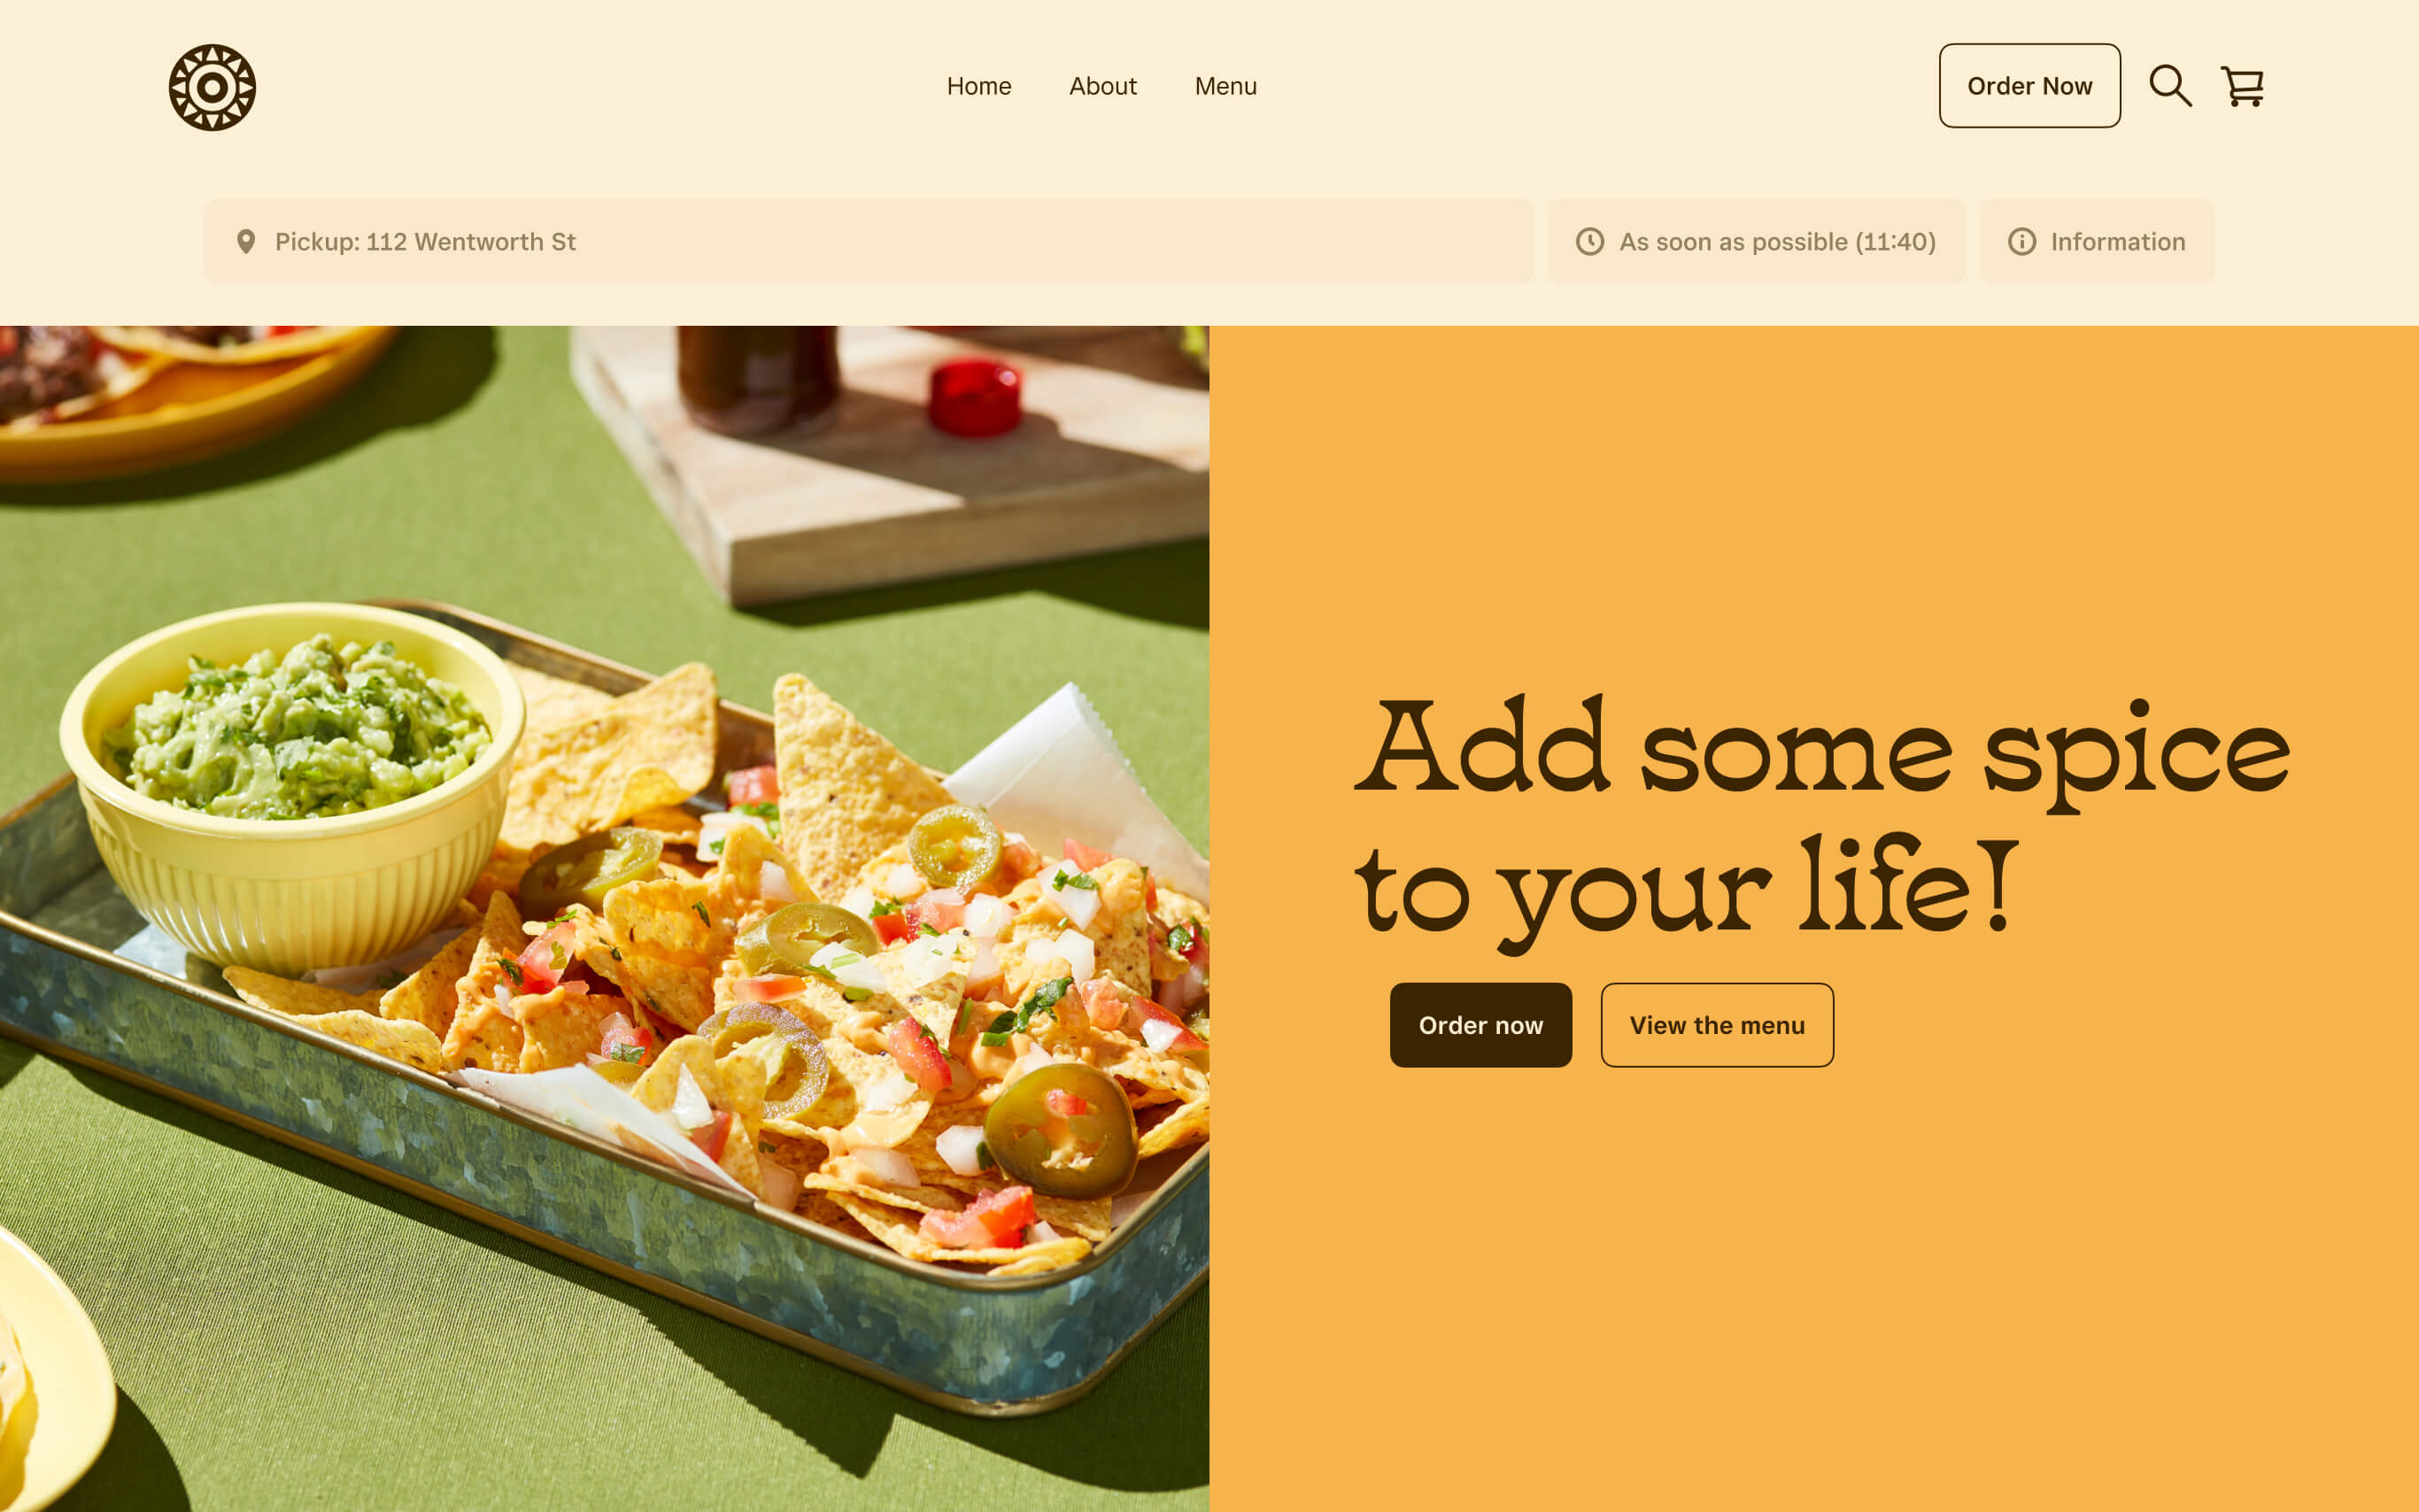 Home
About
Menu
Order Now
Pickup: 112 Wentworth St
As soon as possible (11:40)
Information
Add some spice
to your life!
Order now
View the menu